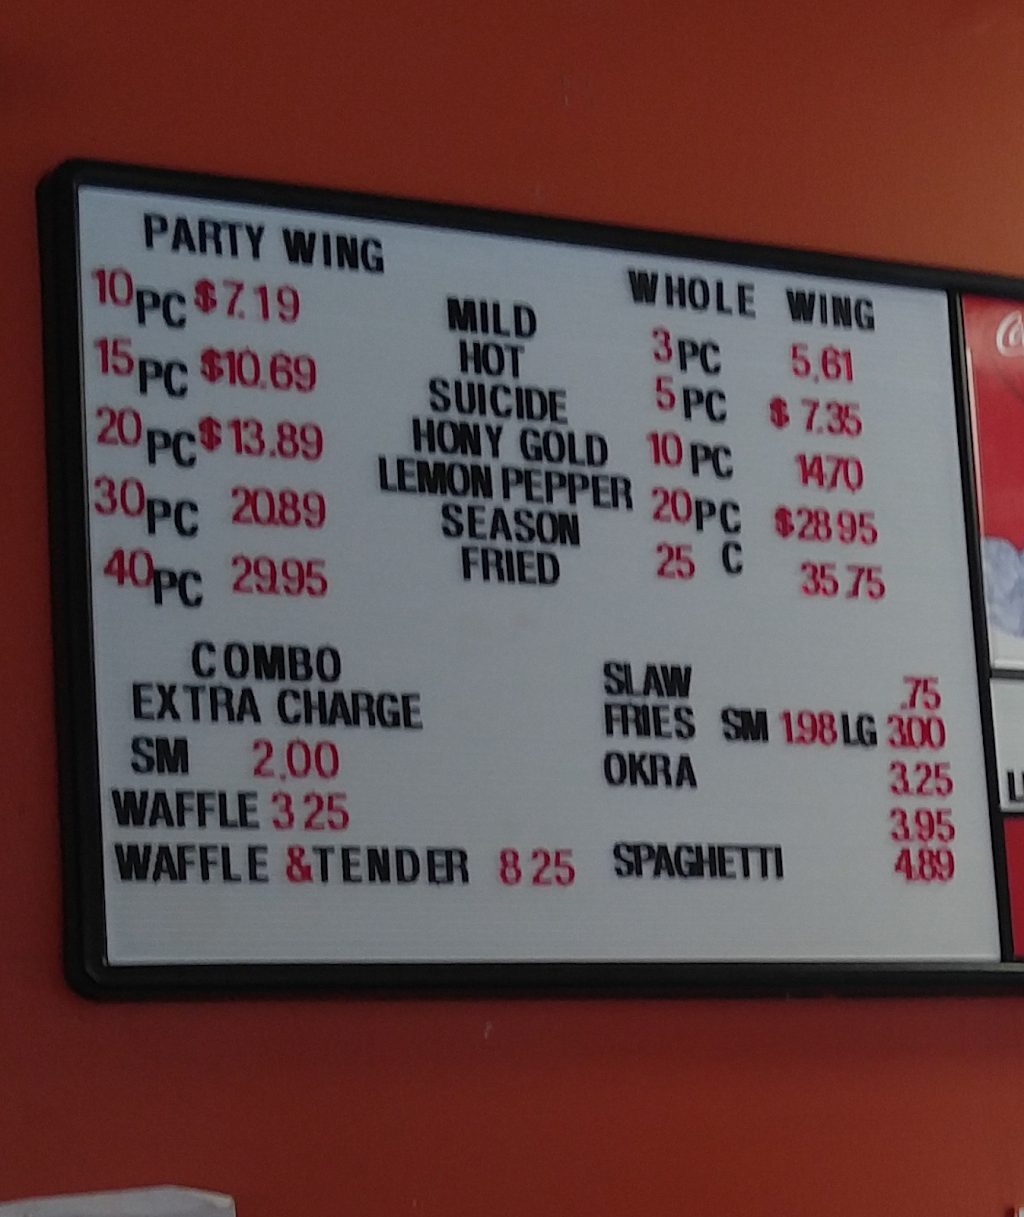 PARTY WING
10PC $7.19
15PC $10.69
20PC $13.89
30PC 20.89
40PC 29.95
MILD
HOT
SUICIDE
HONY GOLD
LEMON PEPPER
SEASON
FRIED
WHOLE WING
3PC 5.61
5PC $7.35
10PC 14.70
20PC $28 95
25 C 35 75
COMBO
EXTRA CHARGE
SM 2.00
WAFFLE 3 25
WAFFLE &TENDER 8 25
SLAW .75
FRIES SM 1.98 LG 3.00
OKRA 3.25
3.95
SPAGHETTI 4.89